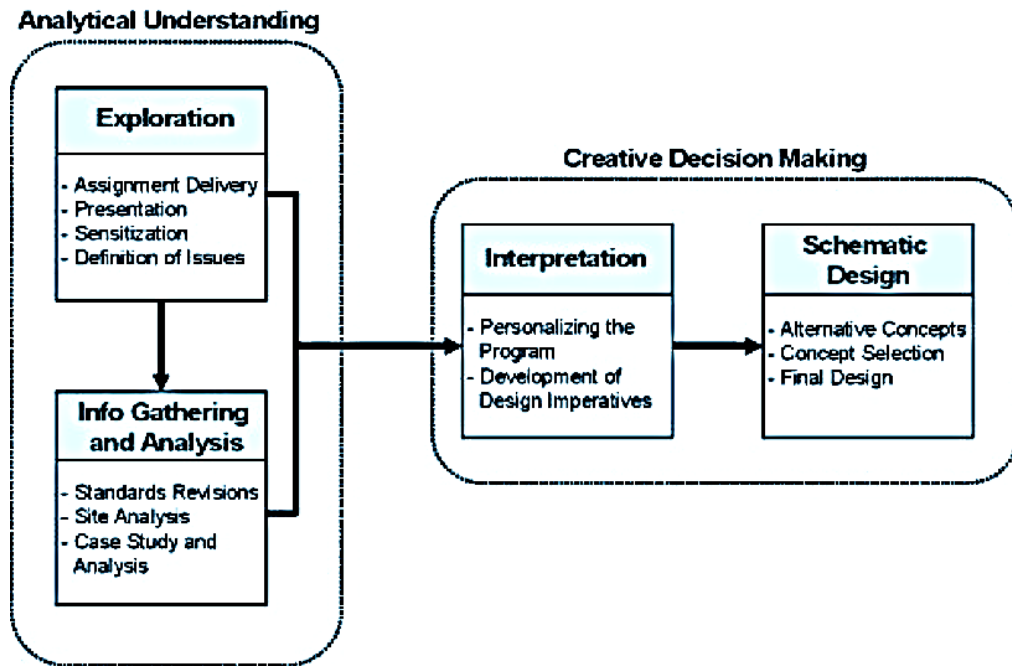 Analytical Understanding
Exploration
- Assignment Delivery
- Presentation
- Sensitization
- Definition of Issues
Info Gathering
and Analysis
- Standards Revisions
- Site Analysis
- Case Study and
Analysis
Creative Decision Making
Interpretation
- Personalizing the
Program
- Development of
Design Imperatives
Schematic
Design
- Alternative Concepts
- Concept Selection
- Final Design